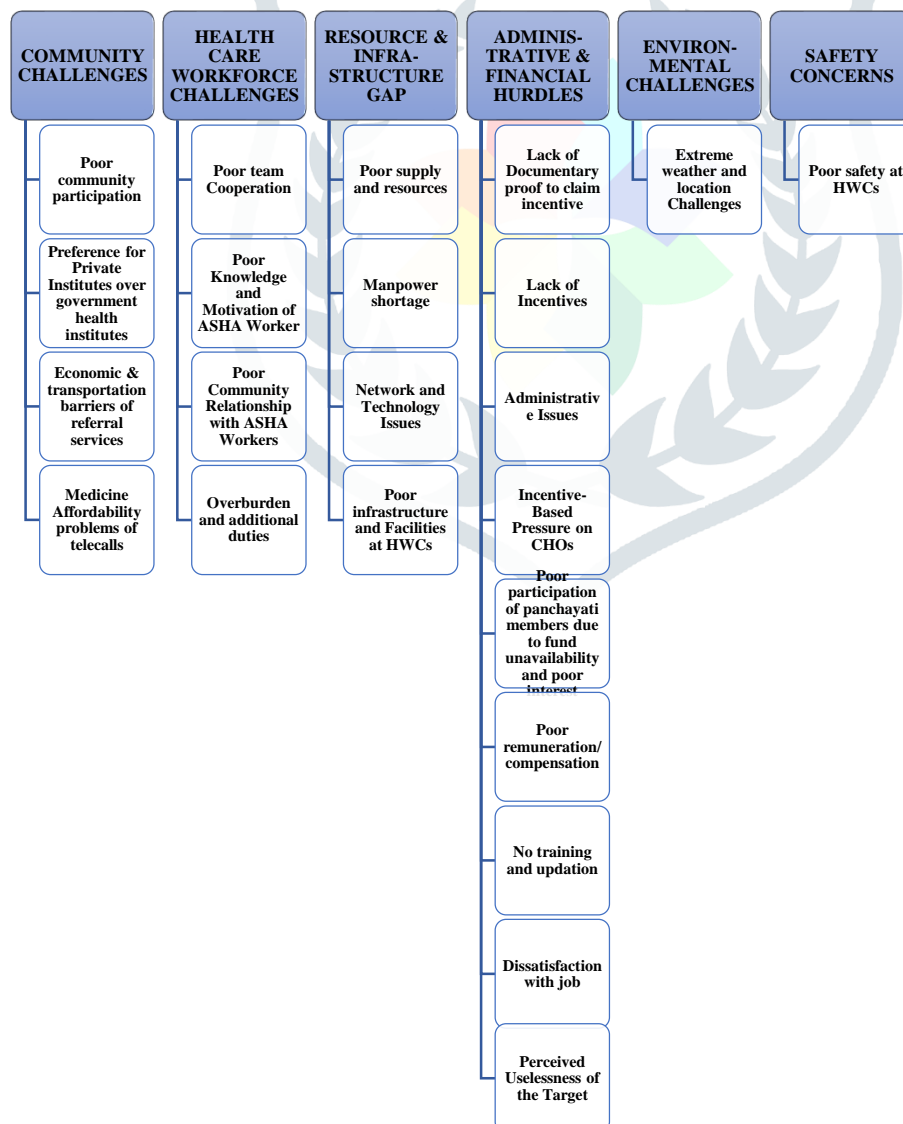 COMMUNITY
CHALLENGES
Poor
community
participation
Preference for
Private
Institutes over
government
health
institutes
Economic &
transportation
barriers of
referral
services
Medicine
Affordability
problems of
telecalls
HEALTH
CARE
WORKFORCE
CHALLENGES
Poor team
Cooperation
Poor
Knowledge
and
Motivation of
ASHA Worker
Poor
Community
Relationship
with ASHA
Workers
Overburden
and additional
duties
RESOURCE &
INFRA-
STRUCTURE
GAP
Poor supply
and resources
Manpower
shortage
Network and
Technology
Issues
Poor
infrastructure
and Facilities
at HWCs
ADMINIS-
TRATIVE &
FINANCIAL
HURDLES
Lack of
Documentary
proof to claim
incentive
Lack of
Incentives
Administrativ
e Issues
Incentive-
Based
Pressure on
CHOs
Poor
participation
of panchayati
members due
to fund
unavailability
and poor
interest
Poor
remuneration/
compensation
No training
and updation
Dissatisfaction
with job
Perceived
Uselessness of
the Target
ENVIRON-
MENTAL
CHALLENGES
Extreme
weather and
location
Challenges
SAFETY
CONCERNS
Poor safety at
HWCs